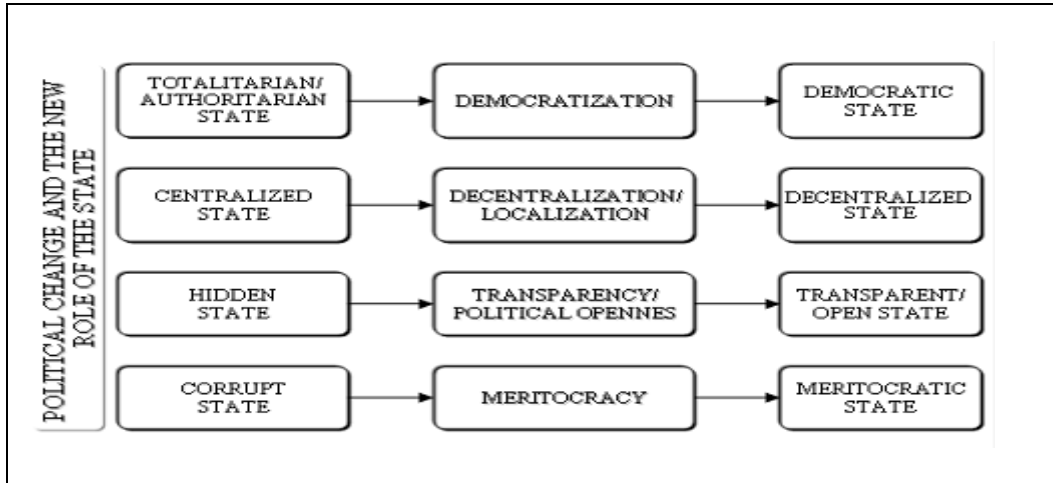 POLITICAL CHANGE AND THE NEW
ROLE OF THE STATE
TOTALITARIAN/
AUTHORITARIAN
STATE
DEMOCRATIZATION
DEMOCRATIC
STATE
CENTRALIZED
STATE
DECENTRALIZATION/
LOCALIZATION
DECENTRALIZED
STATE
HIDDEN
STATE
TRANSPARENCY/
POLITICAL OPENNES
TRANSPARENT/
OPEN STATE
CORRUPT
STATE
MERITOCRACY
MERITOCRATIC
STATE